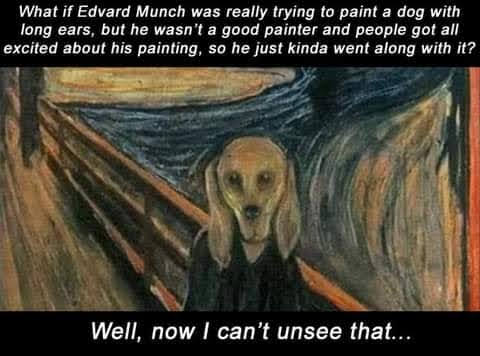 What if Edvard Munch was really trying to paint a dog with
long ears, but he wasn't a good painter and people got all
excited about his painting, so he just kinda went along with it?
Well, now I can't unsee that...